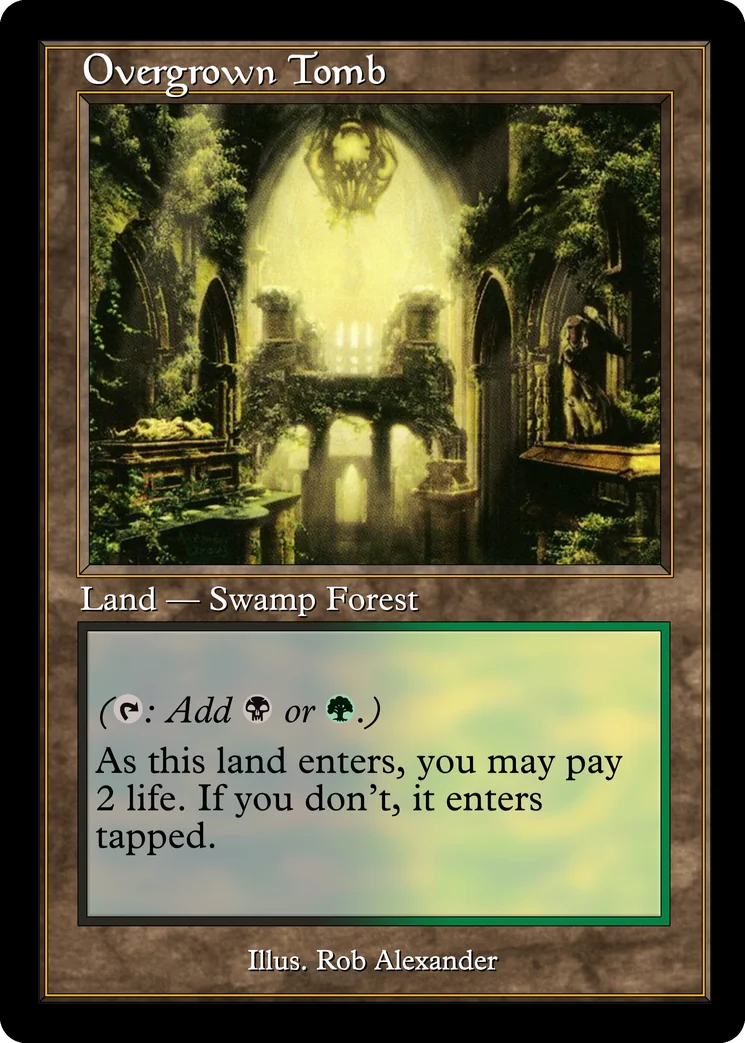 Overgrown Tomb
Land — Swamp Forest
(: Add or .)
As this land enters, you may pay
2 life. If you don't, it enters
tapped.
Illus. Rob Alexander